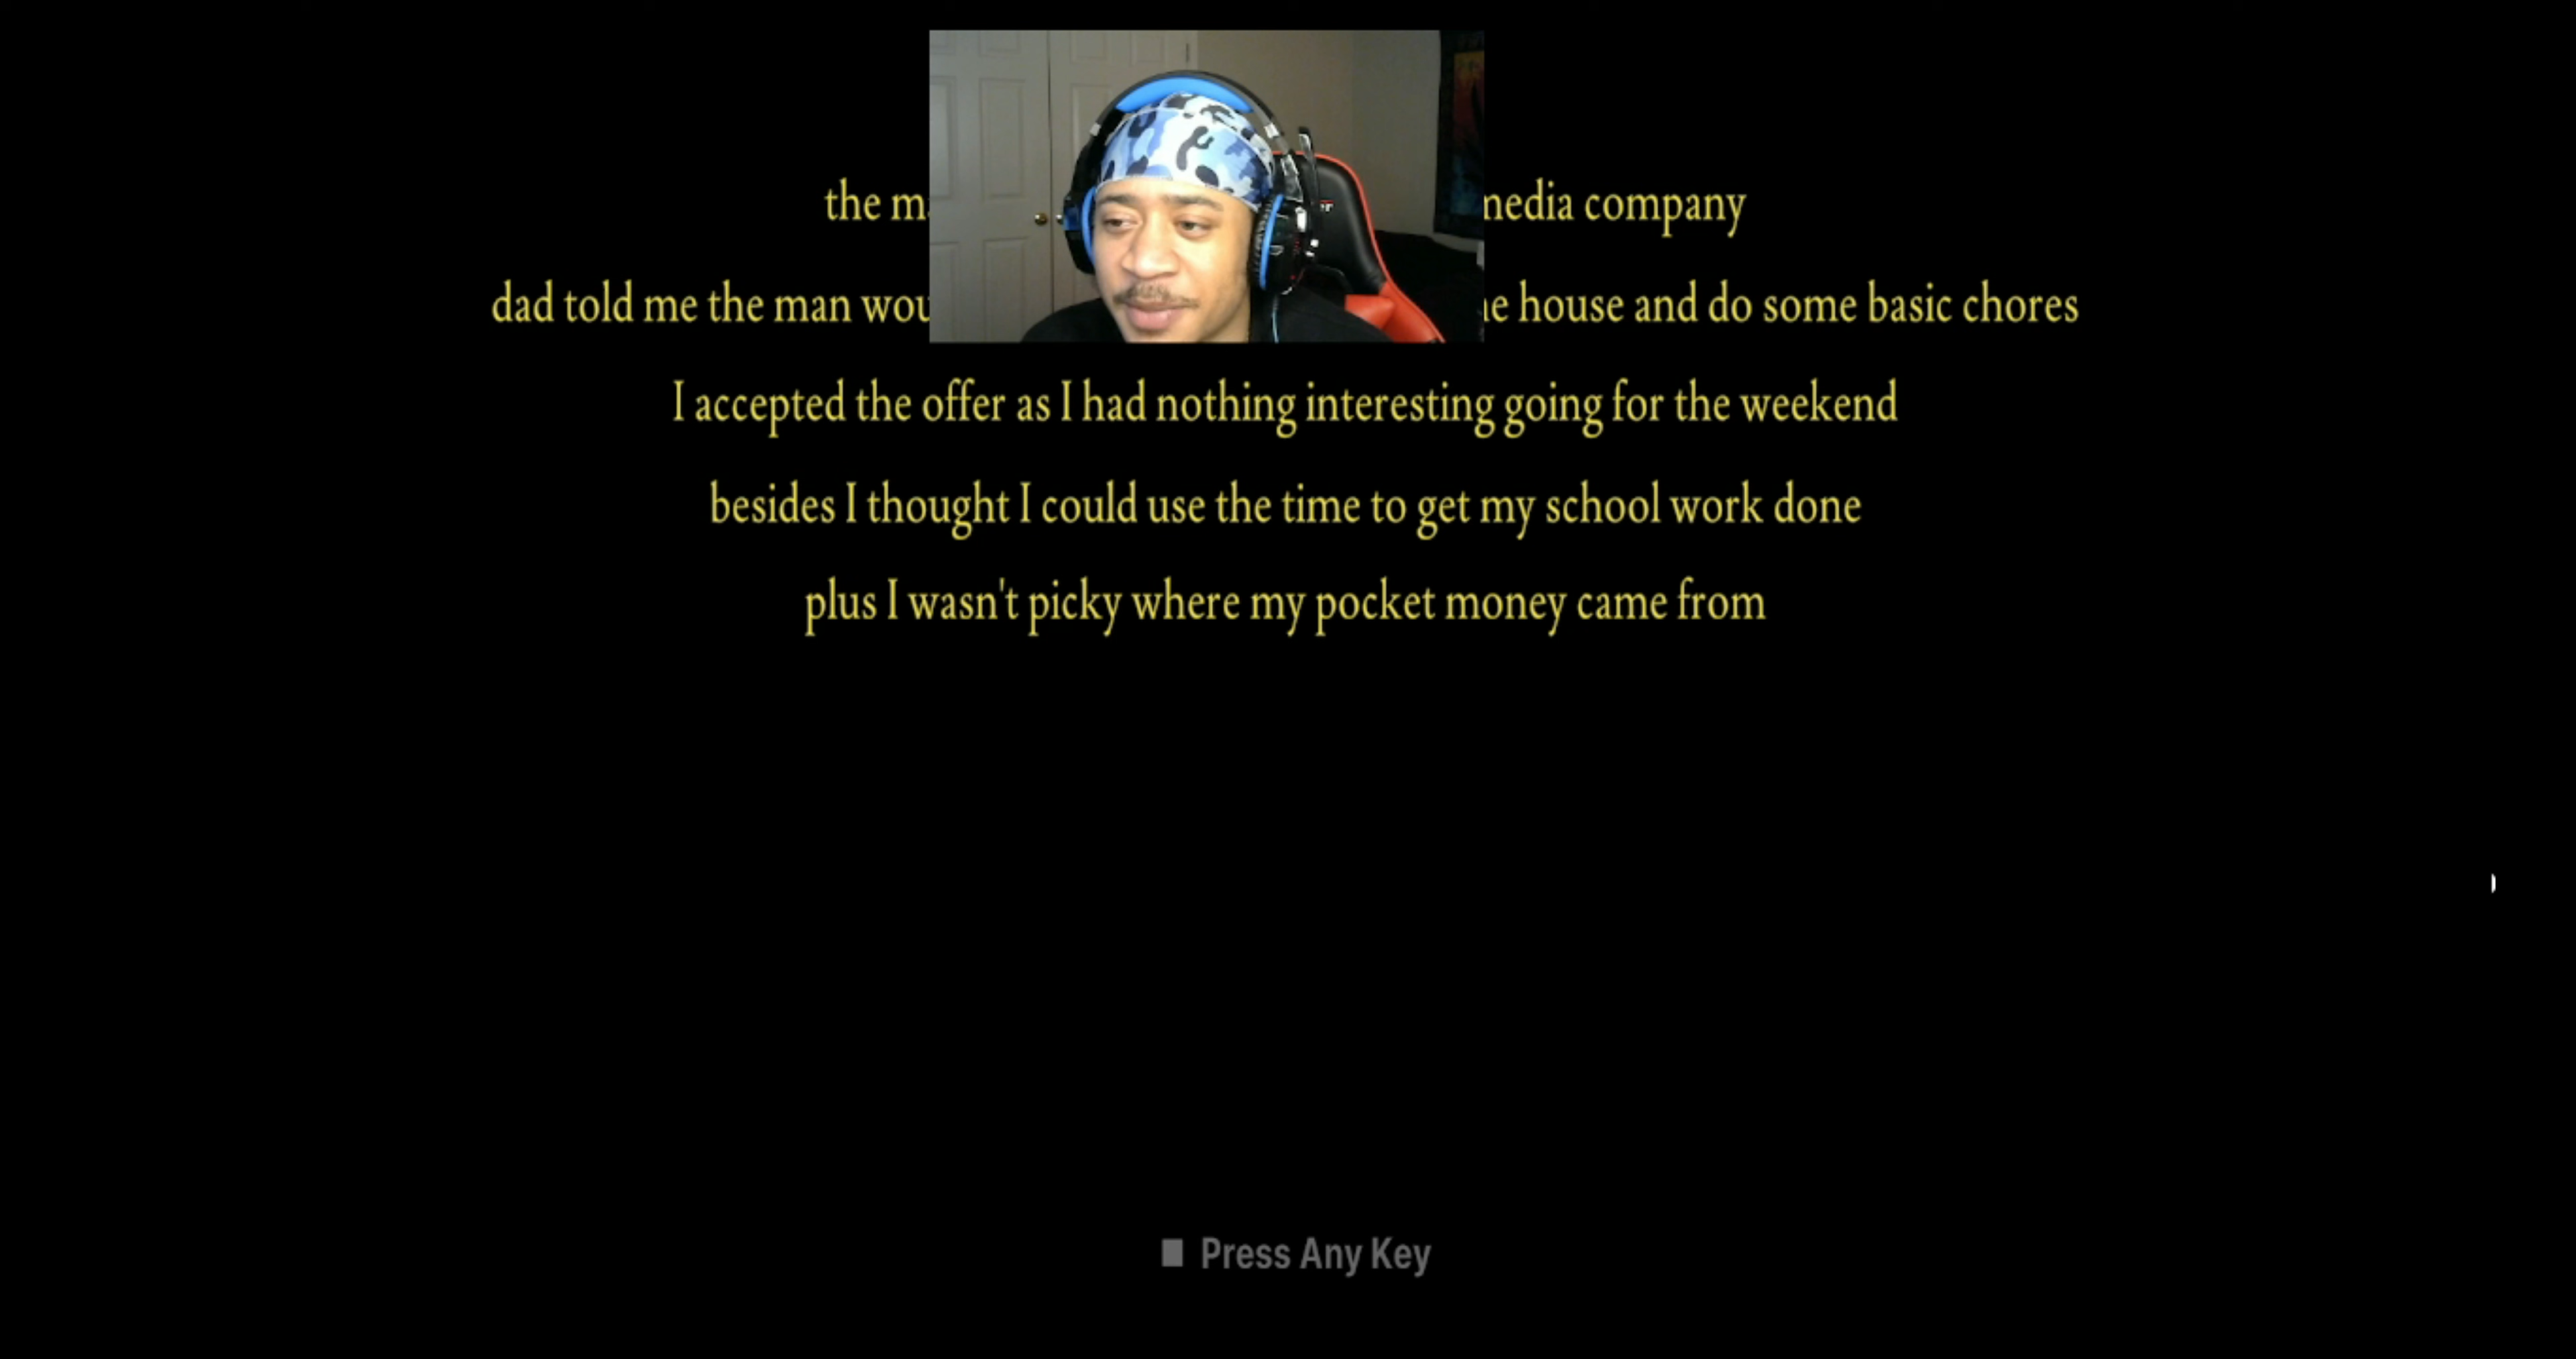 the media company
dad told me the man house and do some basic chores
I accepted the offer as I had nothing interesting going for the weekend
besides I thought I could use the time to get my school work done
plus I wasn't picky where my pocket money came from
Press Any Key